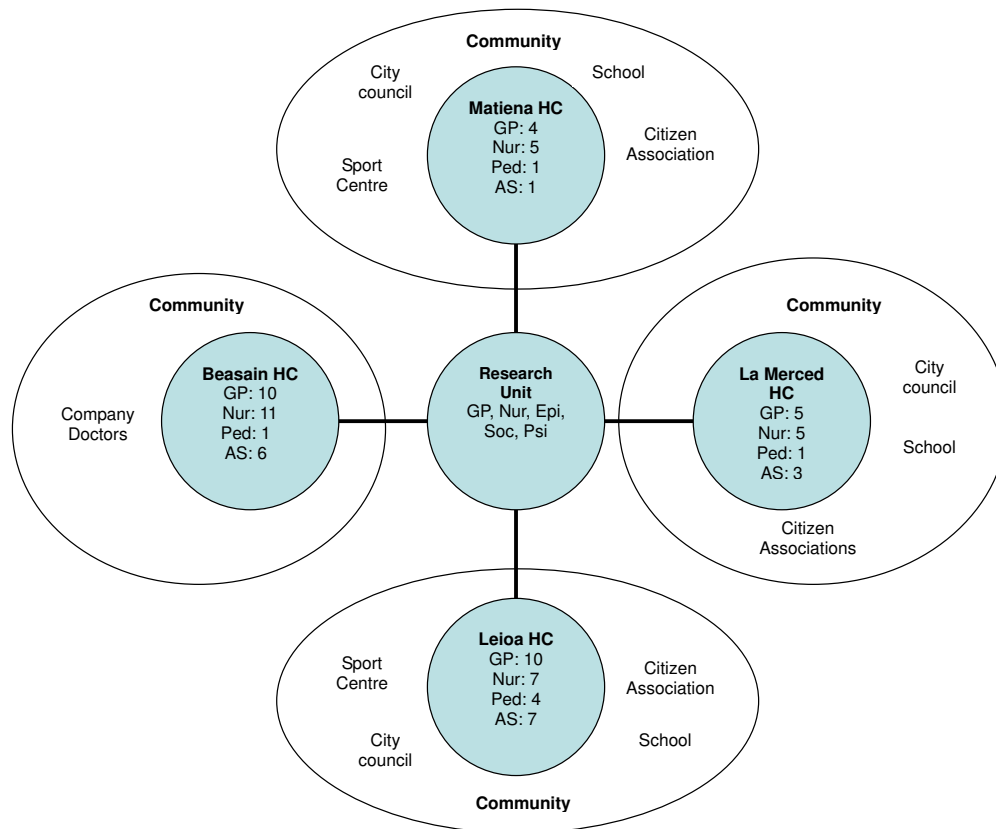 Community
City
council
School
Matiena HC
GP: 4
Nur: 5
Ped: 1
AS: 1
Citizen
Association
Sport
Centre
Community
Beasain HC
GP: 10
Nur: 11
Ped: 1
AS: 6
Company
Doctors
Research
Unit
GP, Nur, Epi,
Soc, Psi
Community
La Merced
HC
GP: 5
Nur: 5
Ped: 1
AS: 3
City
council
School
Citizen
Associations
Leioa HC
GP: 10
Nur: 7
Ped: 4
AS: 7
Sport
Centre
Citizen
Association
City
council
School
Community